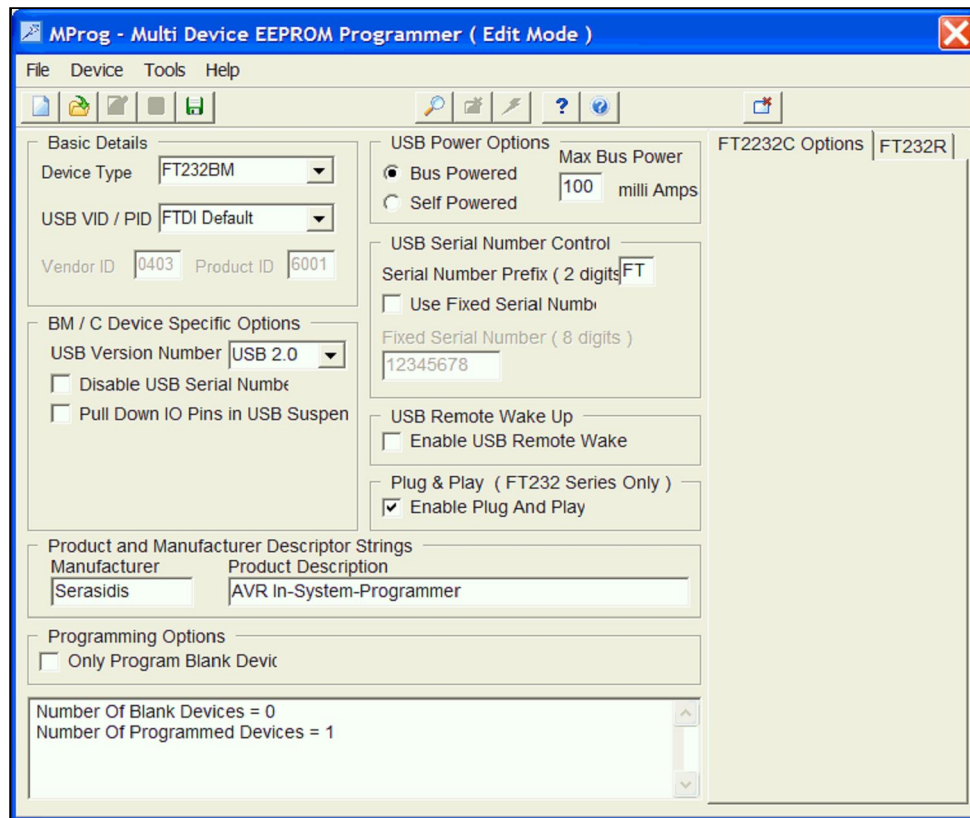 MProg - Multi Device EEPROM Programmer ( Edit Mode )
File Device Tools Help
Basic Details
Device Type FT232BM
USB VID / PID FTDI Default
Vendor ID 0403 Product ID 6001
BM / C Device Specific Options
USB Version Number USB 2.0
Disable USB Serial Numbe
Pull Down IO Pins in USB Suspen
USB Power Options
Bus Powered
Self Powered
Max Bus Power
100 milli Amps
USB Serial Number Control
Serial Number Prefix ( 2 digits FT
Use Fixed Serial Numbe
Fixed Serial Number ( 8 digits )
12345678
USB Remote Wake Up
Enable USB Remote Wake
Plug & Play ( FT232 Series Only )
Enable Plug And Play
FT2232C Options FT232R
Product and Manufacturer Descriptor Strings
Manufacturer Product Description
Serasidis AVR In-System-Programmer
Programming Options
Only Program Blank Devic
Number Of Blank Devices = 0
Number Of Programmed Devices = 1